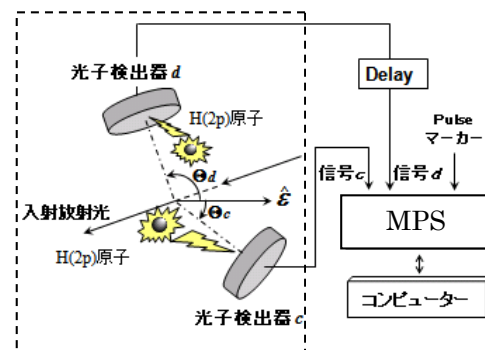 光子検出器d
H(2p)原子
Delay
Pulse
マーカー
信号c
信号d
Θd
Θc
ε̂
入射放射光
H(2p)原子
MPS
光子検出器c
コンピューター